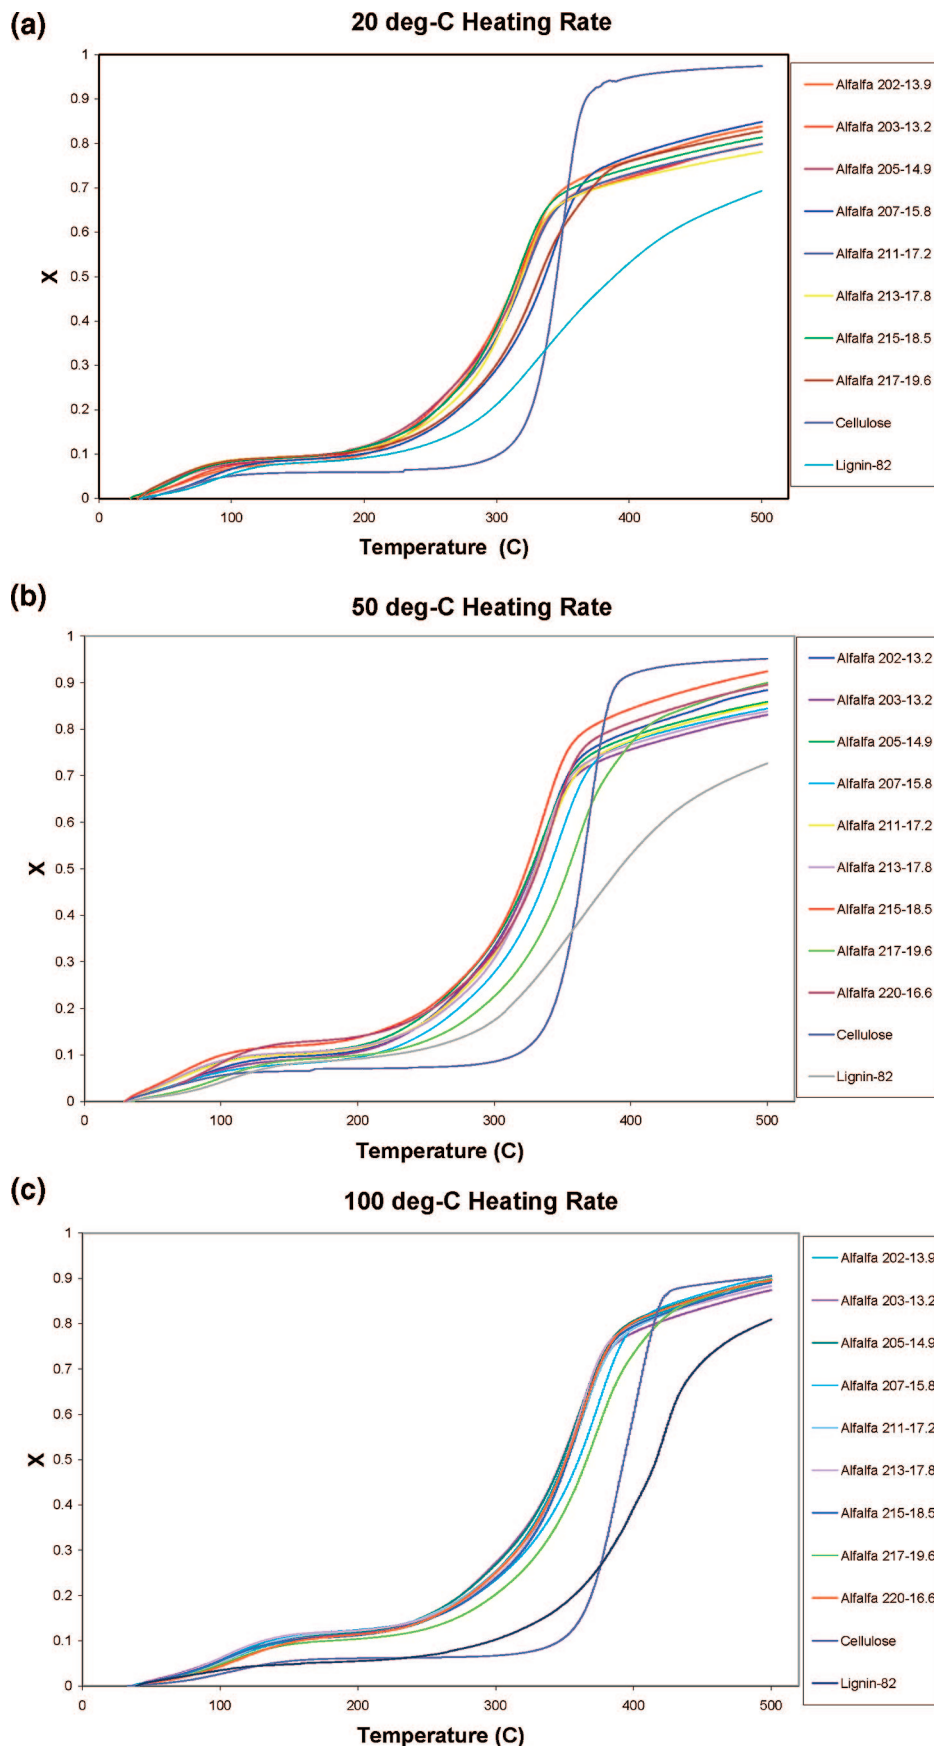 (a)
20 deg-C Heating Rate
1
0.9
0.8
0.7
0.6
0.5
0.4
0.3
0.2
0.1
0
X
0 100 200 300 400 500
Temperature (C)
Alfalfa 202-13.9
Alfalfa 203-13.2
Alfalfa 205-14.9
Alfalfa 207-15.8
Alfalfa 211-17.2
Alfalfa 213-17.8
Alfalfa 215-18.5
Alfalfa 217-19.6
Cellulose
Lignin-82
(b)
50 deg-C Heating Rate
1
0.9
0.8
0.7
0.6
0.5
0.4
0.3
0.2
0.1
0
X
0 100 200 300 400 500
Temperature (C)
Alfalfa 202-13.2
Alfalfa 203-13.2
Alfalfa 205-14.9
Alfalfa 207-15.8
Alfalfa 211-17.2
Alfalfa 213-17.8
Alfalfa 215-18.5
Alfalfa 217-19.6
Alfalfa 220-16.6
Cellulose
Lignin-82
(c)
100 deg-C Heating Rate
1
0.9
0.8
0.7
0.6
0.5
0.4
0.3
0.2
0.1
0
X
0 100 200 300 400 500
Temperature (C)
Alfalfa 202-13.9
Alfalfa 203-13.2
Alfalfa 205-14.9
Alfalfa 207-15.8
Alfalfa 211-17.2
Alfalfa 213-17.8
Alfalfa 215-18.5
Alfalfa 217-19.6
Alfalfa 220-16.6
Cellulose
Lignin-82